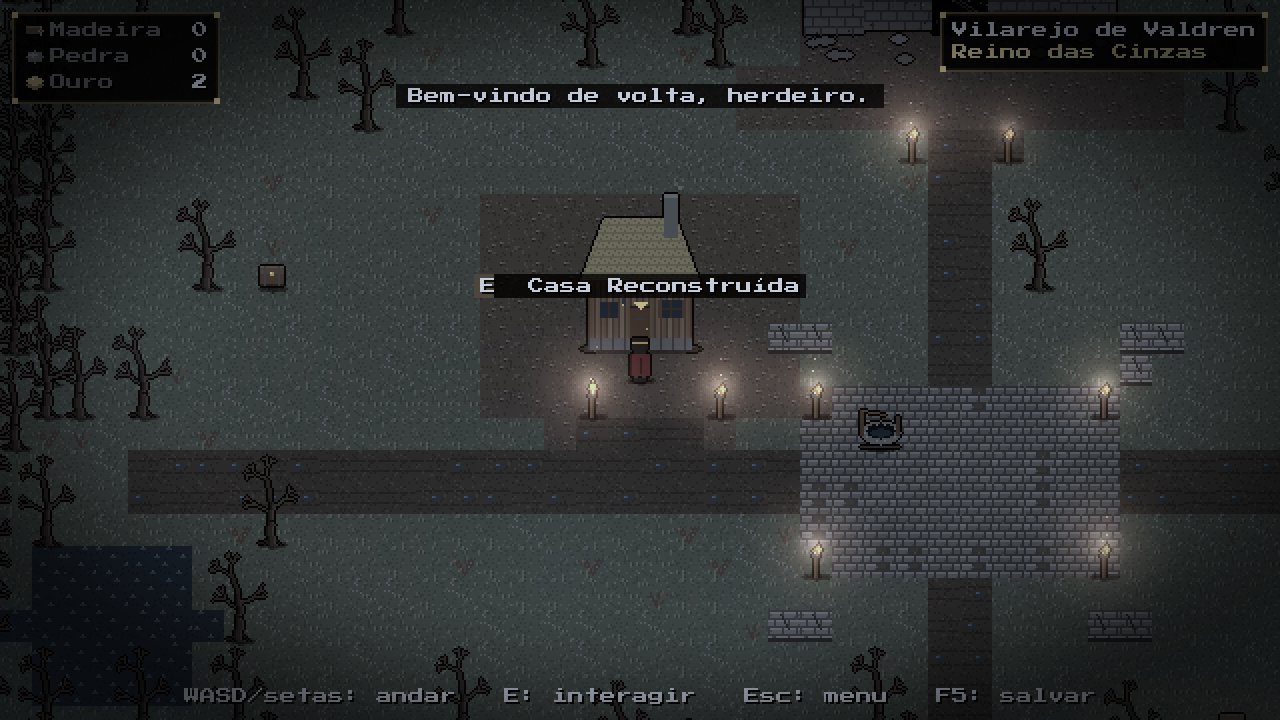 Madeira 0
Pedra 0
Ouro 2
Vilarejo de Valdren
Reino das Cinzas
Bem-vindo de volta, herdeiro.
E Casa Reconstruída
WASD/setas: andar E: interagir Esc: menu F5: salvar